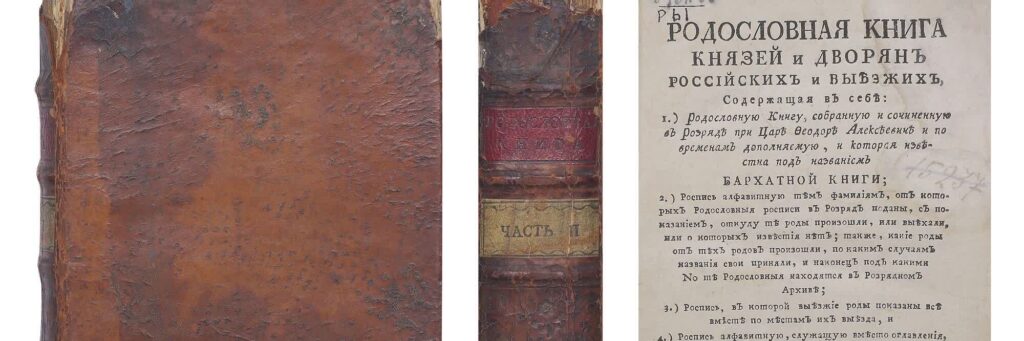 РОДОСЛОВНАЯ
КНИГА
ЧАСТЬ II
РЫ
РОДОСЛОВНАЯ КНИГА
КНЯЗЕЙ и ДВОРЯНЪ
РОССІЙСКИХЪ и ВЫѢЗЖИХЪ,
Содержащая въ себѣ:
1.) Родословную Книгу, собранную и сочиненную
въ Розрядѣ при Царѣ Ѳеодорѣ Алексѣевичѣ и по
временамъ дополняемую, и которая извѣ-
стна подъ названіемъ
БАРХАТНОЙ КНИГИ;
2.) Роспись алфавитную тѣмъ фамиліямъ, отъ кото-
рыхъ Родословныя росписи въ Розрядъ поданы, съ по-
казаніемъ, откуду тѣ роды произошли, или выѣхали,
или о которыхъ извѣстія нѣтъ; также, какіе роды
отъ тѣхъ родовъ произошли, по какимъ случаямъ
названія свои приняли, и наконецъ подъ какими
No тѣ Родословныя находятся въ Розрядномъ
Архивѣ;
3.) Роспись, въ которой выѣзжіе роды показаны всѣ
вмѣстѣ по мѣстамъ ихъ выѣзда, и
4.) Роспись алфавитную, служащую вмѣсто оглавленія,